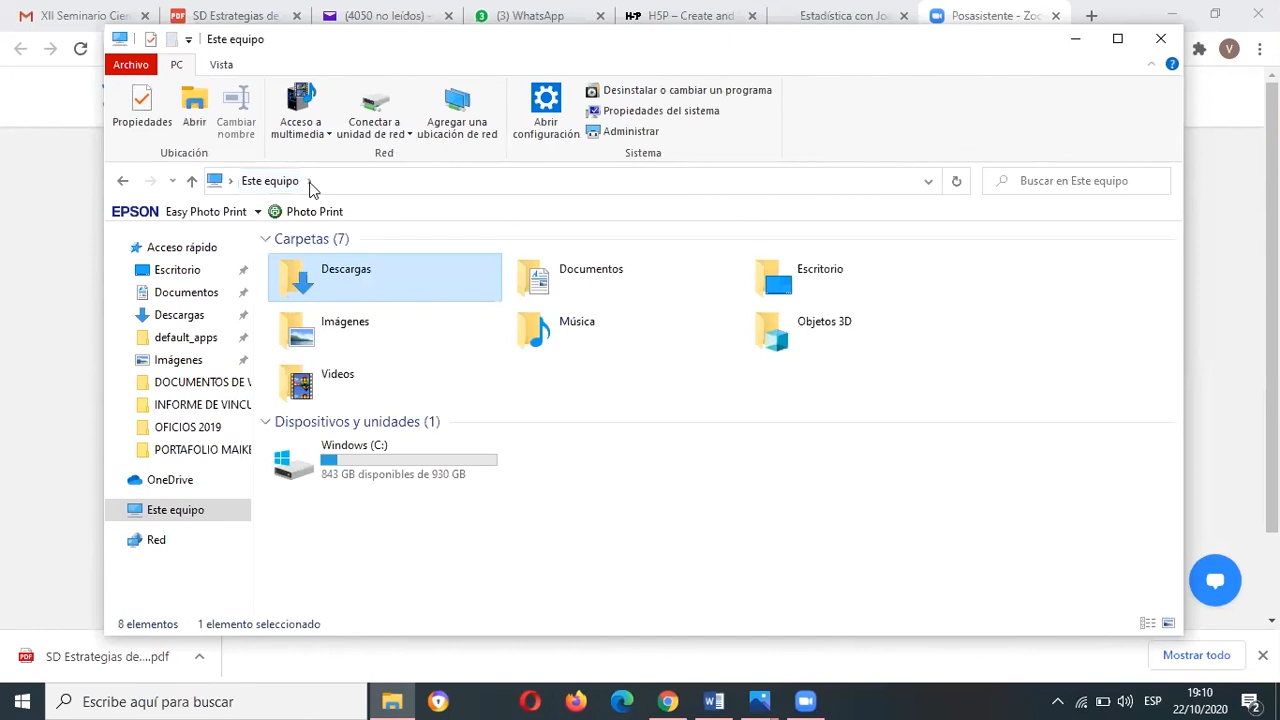 XII Seminario Cien
SD Estrategias de
(4050 no leídos)
(3) WhatsApp
H5P – Create and
Estadística con Jo
Posasistente - Zo
Este equipo
V
Archivo
PC
Vista
Propiedades
Abrir
Cambiar nombre
Acceso a multimedia
Conectar a unidad de red
Agregar una ubicación de red
Abrir configuración
Desinstalar o cambiar un programa
Propiedades del sistema
Administrar
Ubicación
Red
Sistema
Este equipo
Buscar en Este equipo
EPSON Easy Photo Print Photo Print
Acceso rápido
Escritorio
Documentos
Descargas
default_apps
Imágenes
DOCUMENTOS DE V
INFORME DE VINCU
OFICIOS 2019
PORTAFOLIO MAIKE
OneDrive
Este equipo
Red
Carpetas (7)
Descargas
Documentos
Escritorio
Imágenes
Música
Objetos 3D
Videos
Dispositivos y unidades (1)
Windows (C:)
843 GB disponibles de 930 GB
8 elementos
1 elemento seleccionado
SD Estrategias de....pdf
Mostrar todo
Escribe aquí para buscar
ESP
19:10
22/10/2020
2